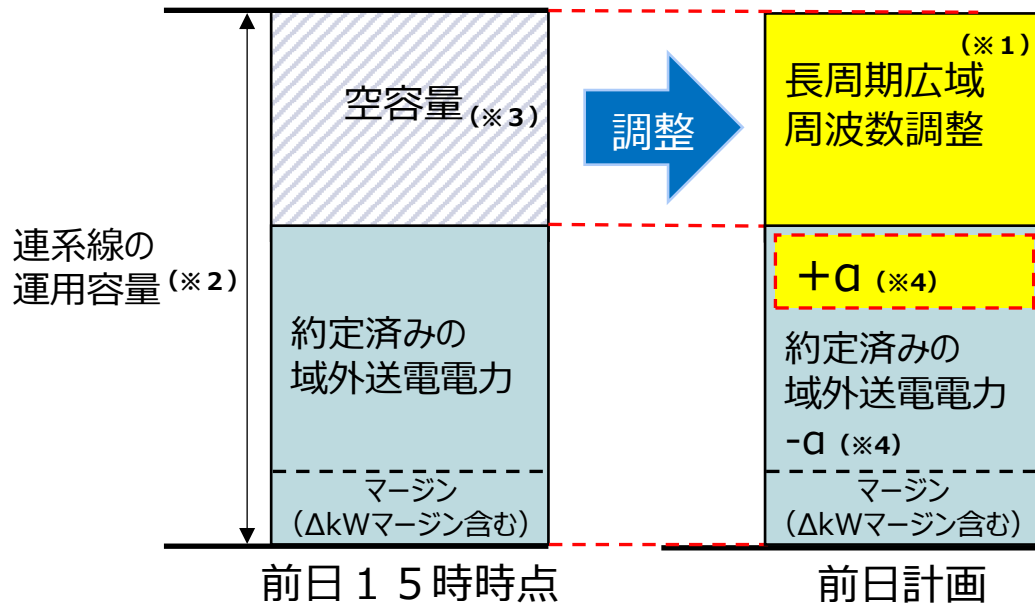 連系線の
運用容量(※2)
空容量(※3)
約定済みの
域外送電電力
マージン
(ΔkWマージン含む)
前日15時時点
調整
(※1)
長周期広域
周波数調整
+α (※4)
約定済みの
域外送電電力
-α (※4)
マージン
(ΔkWマージン含む)
前日計画